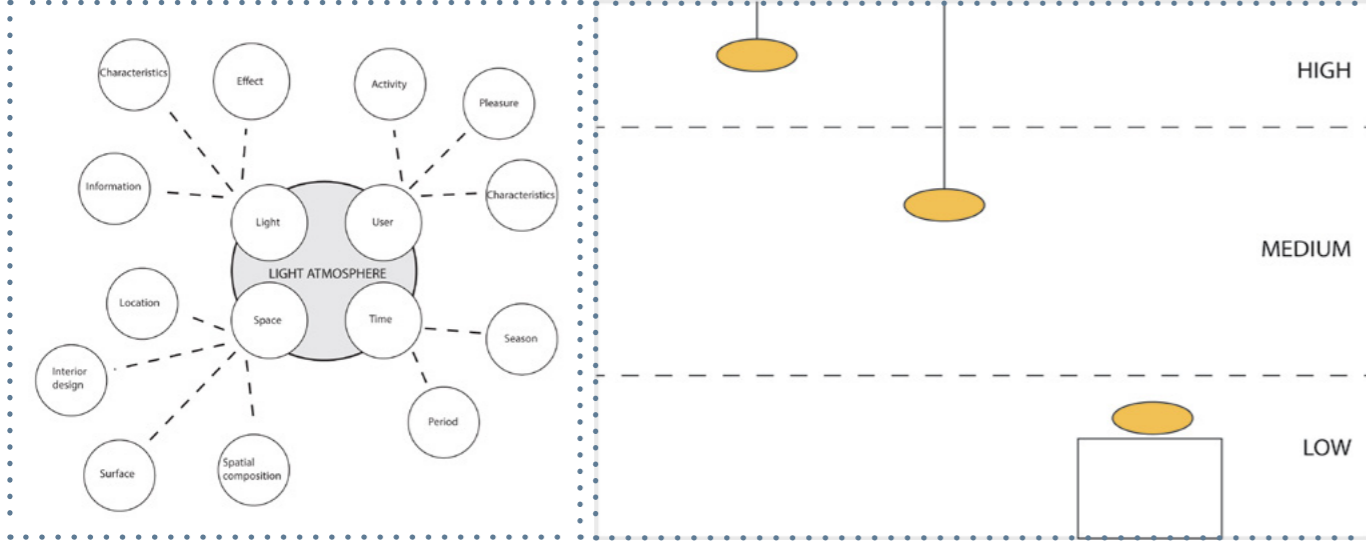 Characteristics
Effect
Activity
Pleasure
Information
Characteristics
Light
User
LIGHT ATMOSPHERE
Location
Space
Time
Season
Interior
design
Period
Surface
Spatial
composition
HIGH
MEDIUM
LOW